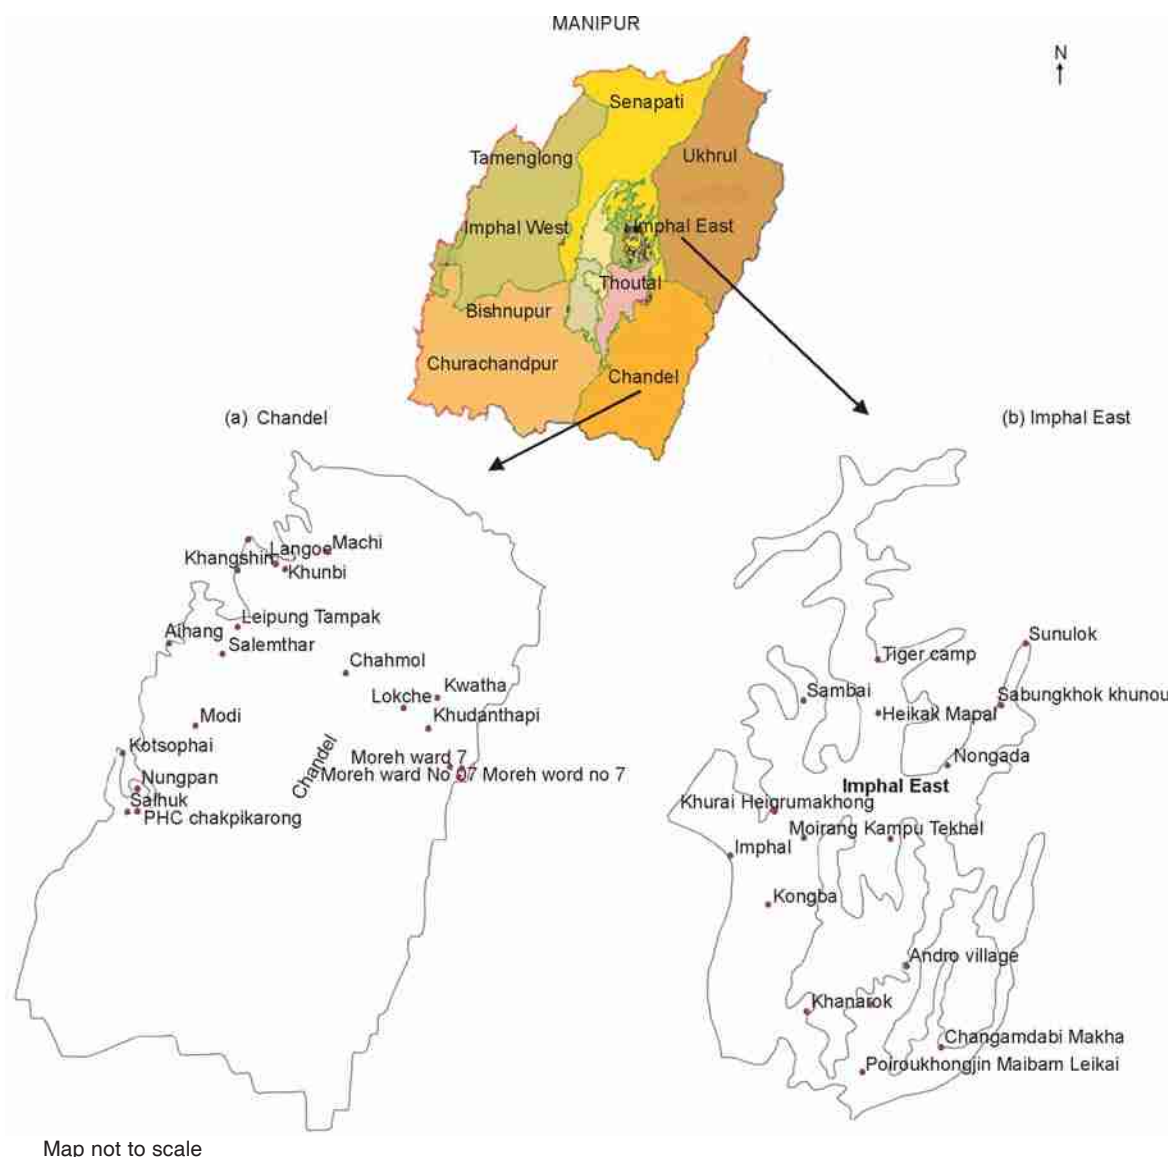 MANIPUR
N
Senapati
Tamenglong
Ukhrul
Imphal West
Imphal East
Thoutal
Bishnupur
Churachandpur
Chandel
(a) Chandel
(b) Imphal East
Langoe
Machi
Khangshin
Khunbi
Leipung Tampak
Aihang
Salemthar
Chahmol
Kwatha
Lokche
Khudanthapi
Modi
Kotsophai
Chandel
Moreh ward 7
Moreh ward No 07 Moreh word no 7
Nungpan
Salhuk
PHC chakpikarong
Sunulok
Tiger camp
Sambai
Sabungkhok khunou
Heikak Mapal
Nongada
Imphal East
Khurai Heigrumakhong
Moirang Kampu Tekhel
Imphal
Kongba
Andro village
Khanarok
Changamdabi Makha
Poiroukhongjin Maibam Leikai
Map not to scale